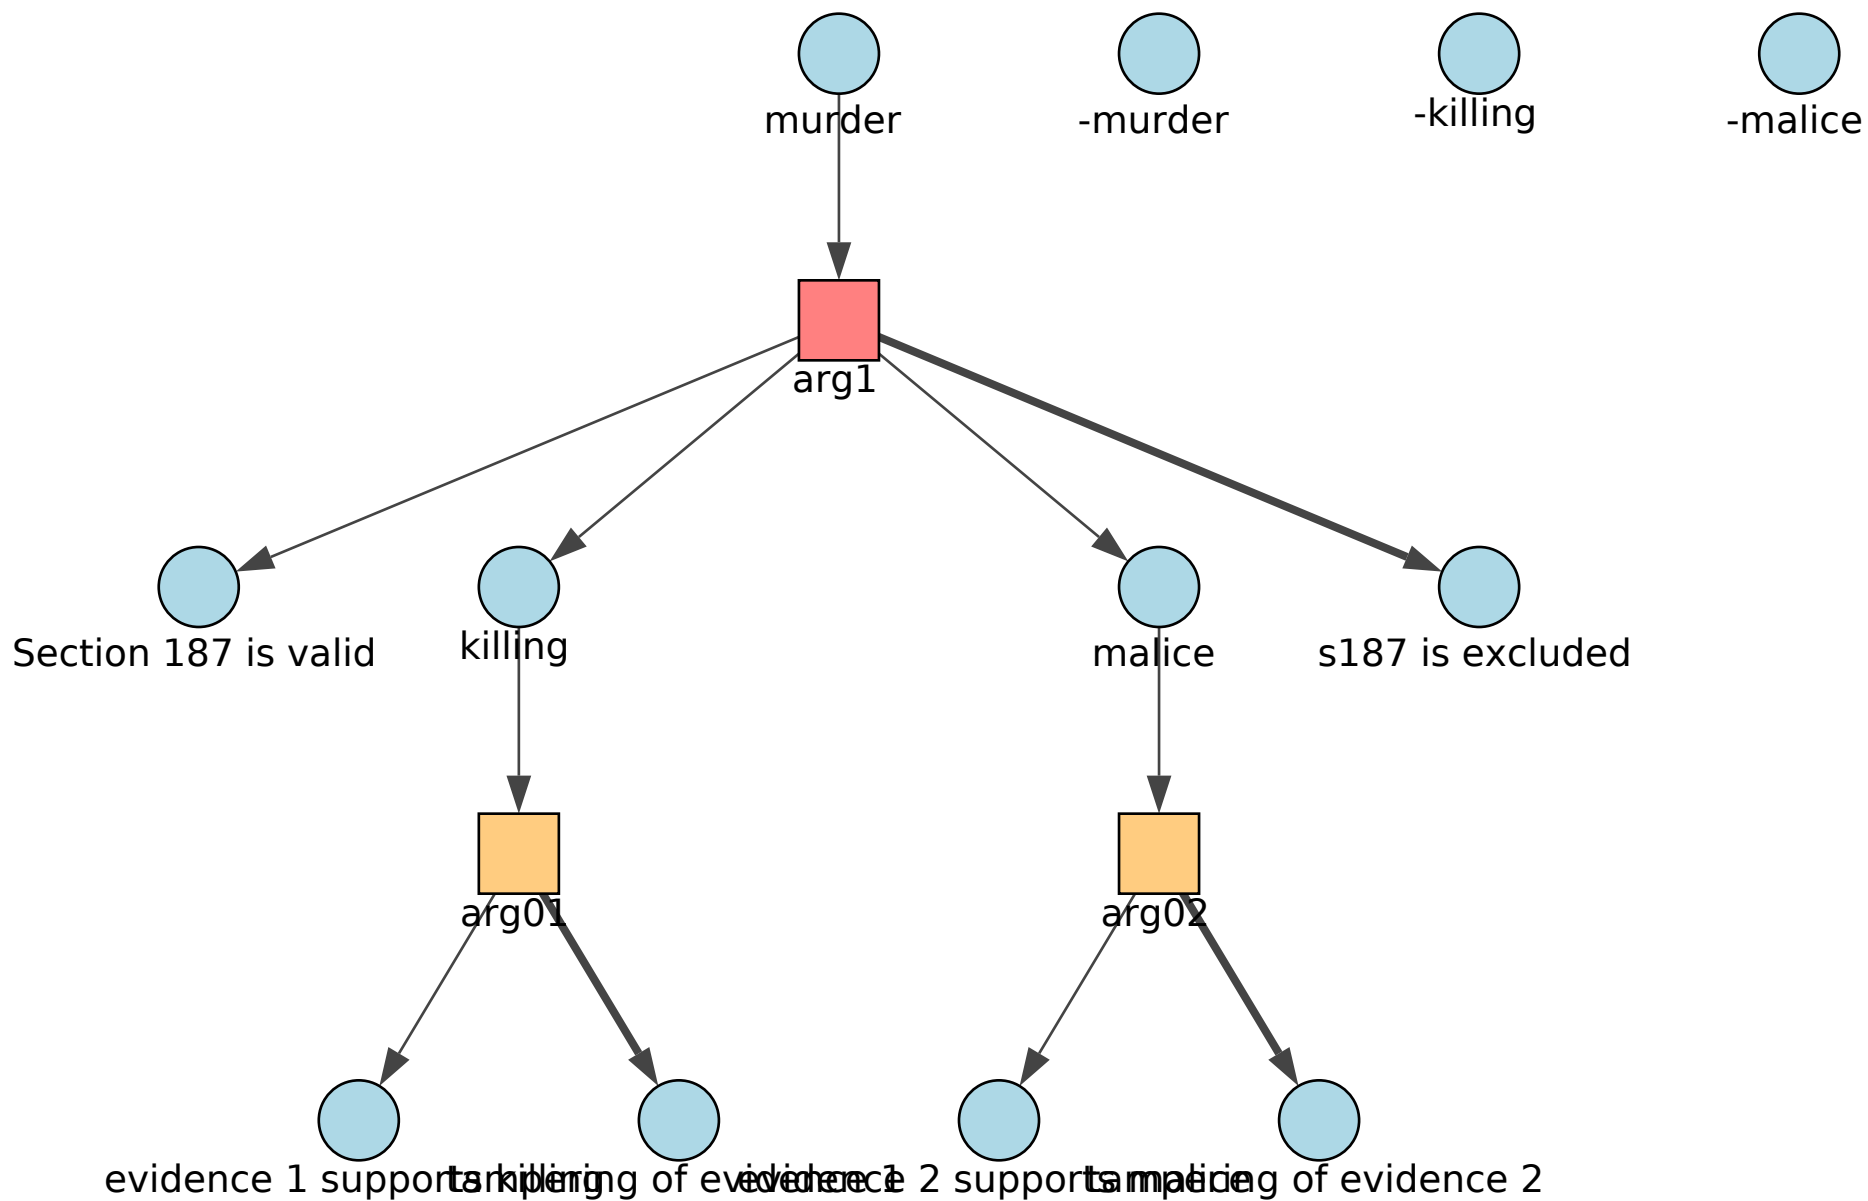 murder
-murder
-killing
-malice
arg1
Section 187 is valid
killing
malice
s187 is excluded
arg01
arg02
evidence 1 supports killing
tampering of evidence 1
evidence 2 supports malice
tampering of evidence 2